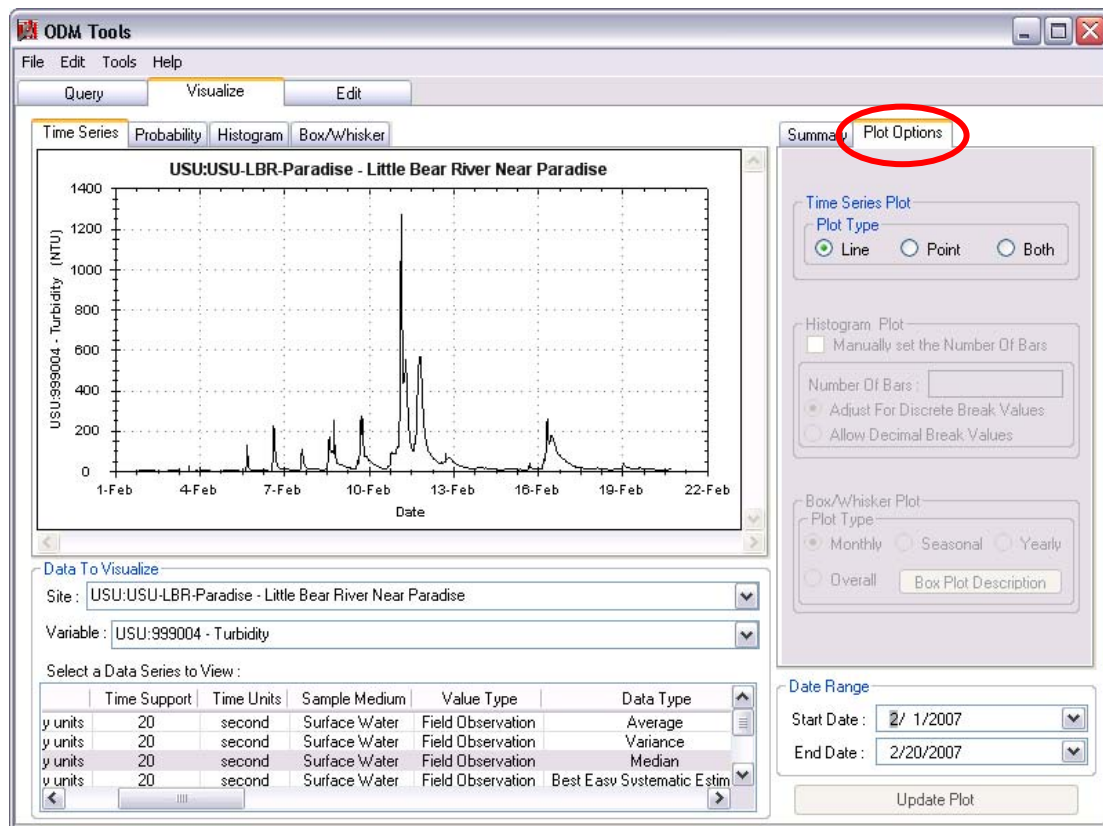 ODM Tools
File Edit Tools Help
Query Visualize Edit
Time Series Probability Histogram Box/Whisker
USU:USU-LBR-Paradise - Little Bear River Near Paradise
USU:999004 - Turbidity (NTU)
1400
1200
1000
800
600
400
200
0
1-Feb 4-Feb 7-Feb 10-Feb 13-Feb 16-Feb 19-Feb 22-Feb
Date
Data To Visualize
Site : USU:USU-LBR-Paradise - Little Bear River Near Paradise
Variable : USU:999004 - Turbidity
Select a Data Series to View :
Time Support Time Units Sample Medium Value Type Data Type
y units 20 second Surface Water Field Observation Average
y units 20 second Surface Water Field Observation Variance
y units 20 second Surface Water Field Observation Median
y units 20 second Surface Water Field Observation Best Easy Systematic Estim
Summary Plot Options
Time Series Plot
Plot Type
Line Point Both
Histogram Plot
Manually set the Number Of Bars
Number Of Bars :
Adjust For Discrete Break Values
Allow Decimal Break Values
Box/Whisker Plot
Plot Type
Monthly Seasonal Yearly
Overall Box Plot Description
Date Range
Start Date : 2/ 1/2007
End Date : 2/20/2007
Update Plot